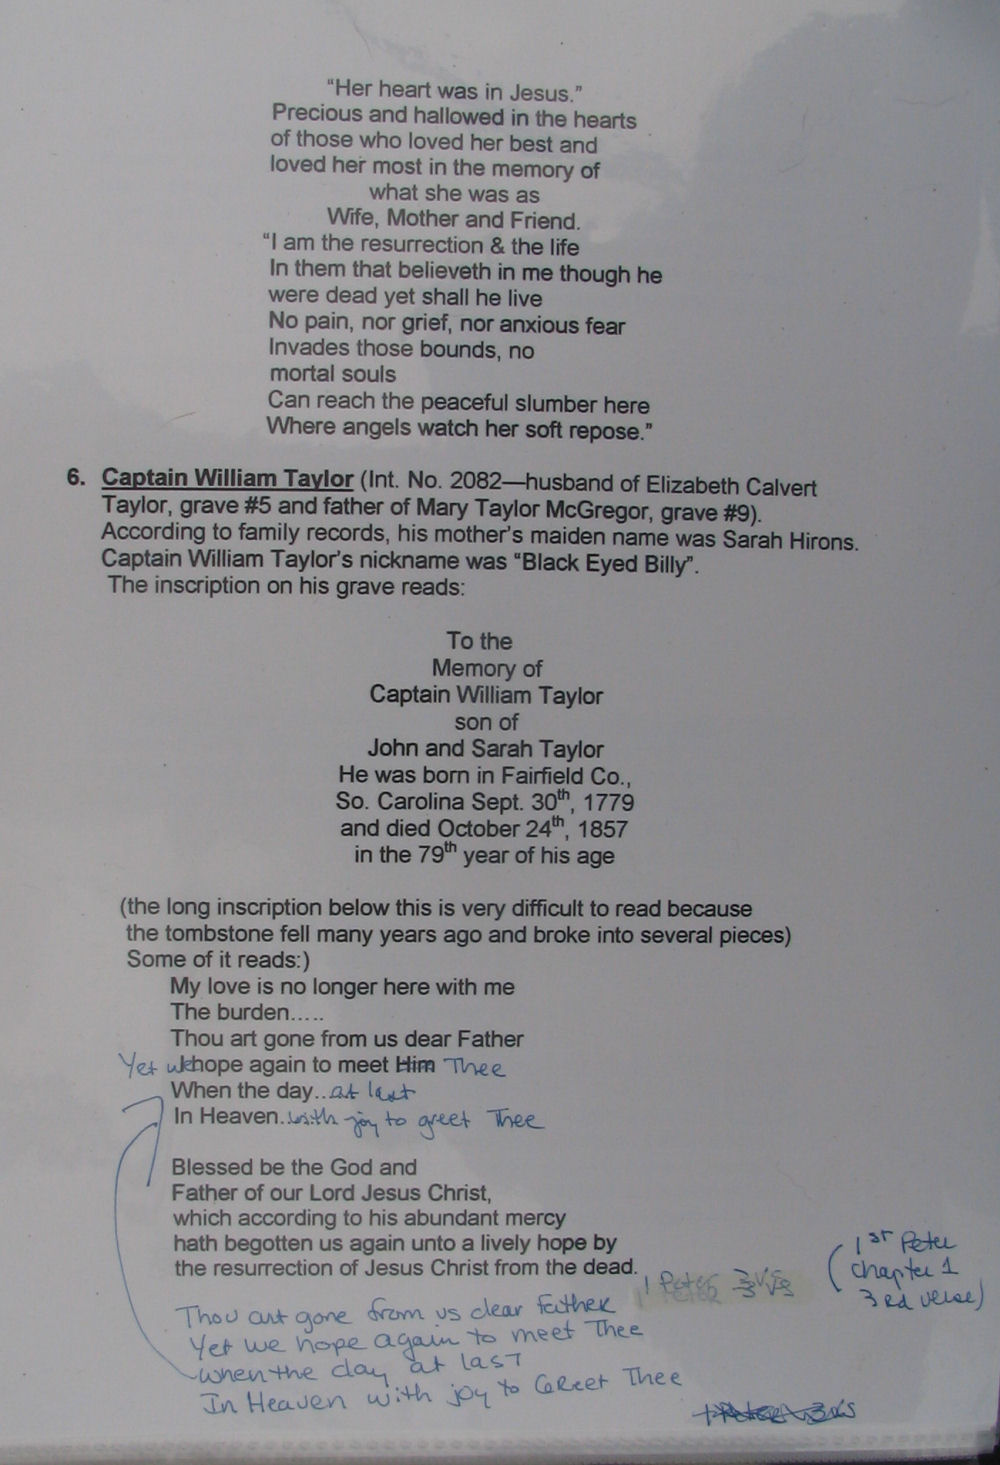 “Her heart was in Jesus.”
Precious and hallowed in the hearts
of those who loved her best and
loved her most in the memory of
what she was as
Wife, Mother and Friend.
“I am the resurrection & the life
In them that believeth in me though he
were dead yet shall he live
No pain, nor grief, nor anxious fear
Invades those bounds, no
mortal souls
Can reach the peaceful slumber here
Where angels watch her soft repose.”
6. Captain William Taylor (Int. No. 2082—husband of Elizabeth Calvert
Taylor, grave #5 and father of Mary Taylor McGregor, grave #9).
According to family records, his mother’s maiden name was Sarah Hirons.
Captain William Taylor’s nickname was “Black Eyed Billy”.
The inscription on his grave reads:
To the
Memory of
Captain William Taylor
son of
John and Sarah Taylor
He was born in Fairfield Co.,
So. Carolina Sept. 30th, 1779
and died October 24th, 1857
in the 79th year of his age
(the long inscription below this is very difficult to read because
the tombstone fell many years ago and broke into several pieces)
Some of it reads:)
My love is no longer here with me
The burden.....
Thou art gone from us dear Father
Yet we hope again to meet Him Thee
When the day.. at last
In Heaven.. with joy to greet Thee
Blessed be the God and
Father of our Lord Jesus Christ,
which according to his abundant mercy
hath begotten us again unto a lively hope by
the resurrection of Jesus Christ from the dead.
1 Peter 3vs
(1st Peter
chapter 1
3rd verse)
Thou art gone from us dear Father
Yet we hope again to meet Thee
when the day at last
In Heaven with joy to Greet Thee
1 Peter 3vs